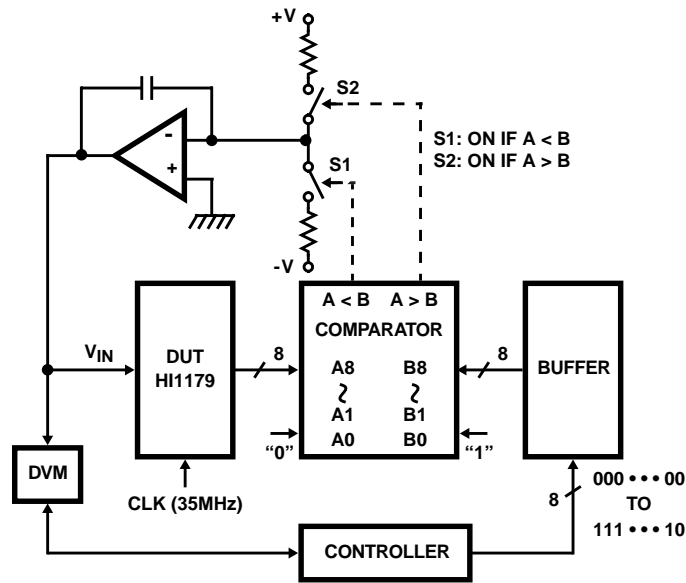 +V
S2
-
+
S1: ON IF A < B
S2: ON IF A > B
S1
-V
A < B A > B
COMPARATOR
VIN
DUT
HI1179
8
A8 B8
8
BUFFER
A1 B1
A0 B0
“0”
“1”
DVM
CLK (35MHz)
8
000 • • • 00
TO
111 • • • 10
CONTROLLER